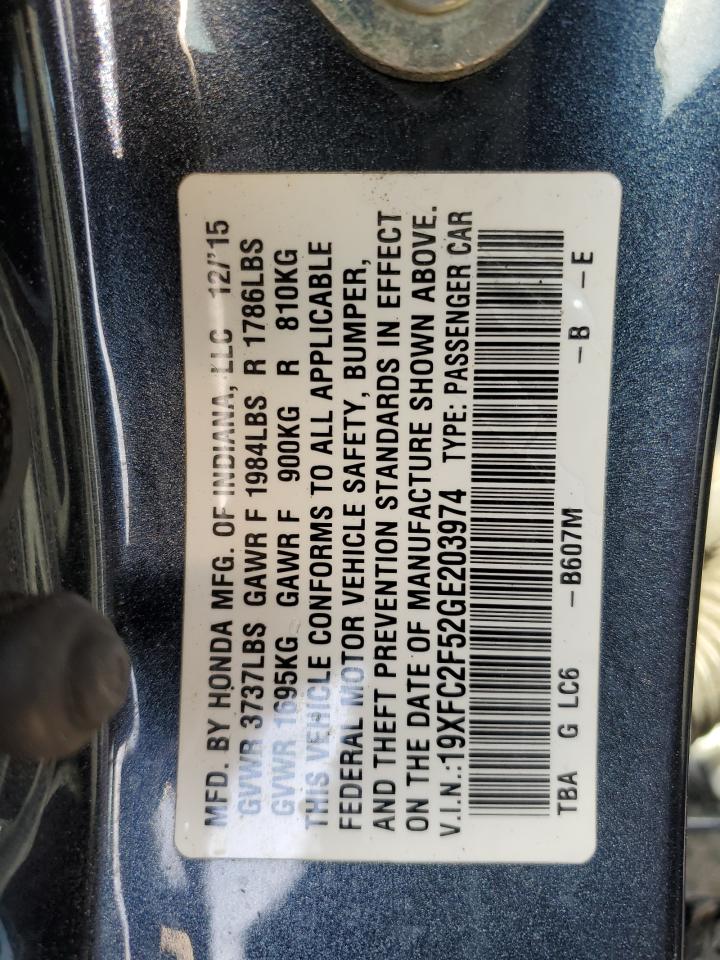 MFD. BY HONDA MFG. OF INDIANA, LLC 12/'15
GVWR 3737LBS GAWR F 1984LBS R 1786LBS
GVWR 1695KG GAWR F 900KG R 810KG
THIS VEHICLE CONFORMS TO ALL APPLICABLE
FEDERAL MOTOR VEHICLE SAFETY, BUMPER,
AND THEFT PREVENTION STANDARDS IN EFFECT
ON THE DATE OF MANUFACTURE SHOWN ABOVE.
V.I.N.:19XFC2F52GE203974 TYPE: PASSENGER CAR
TBA G LC6 –B607M –B –E